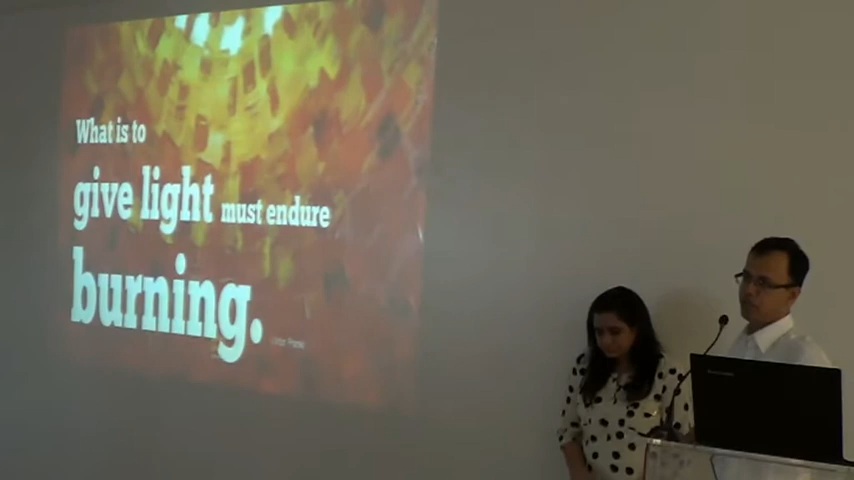 What is to
give light must endure
burning.